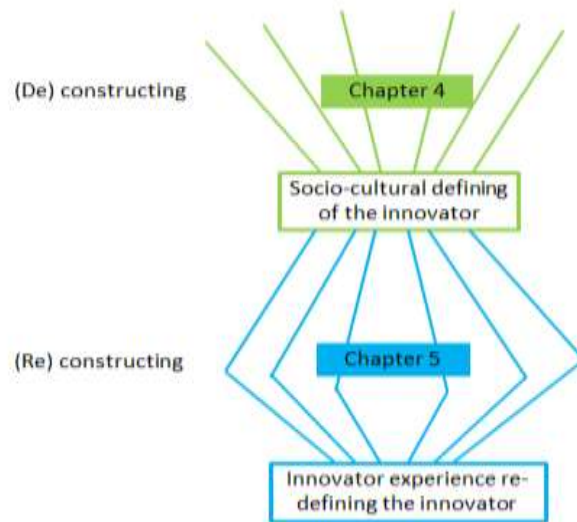 (De) constructing
Chapter 4
Socio-cultural defining
of the innovator
(Re) constructing
Chapter 5
Innovator experience re-
defining the innovator